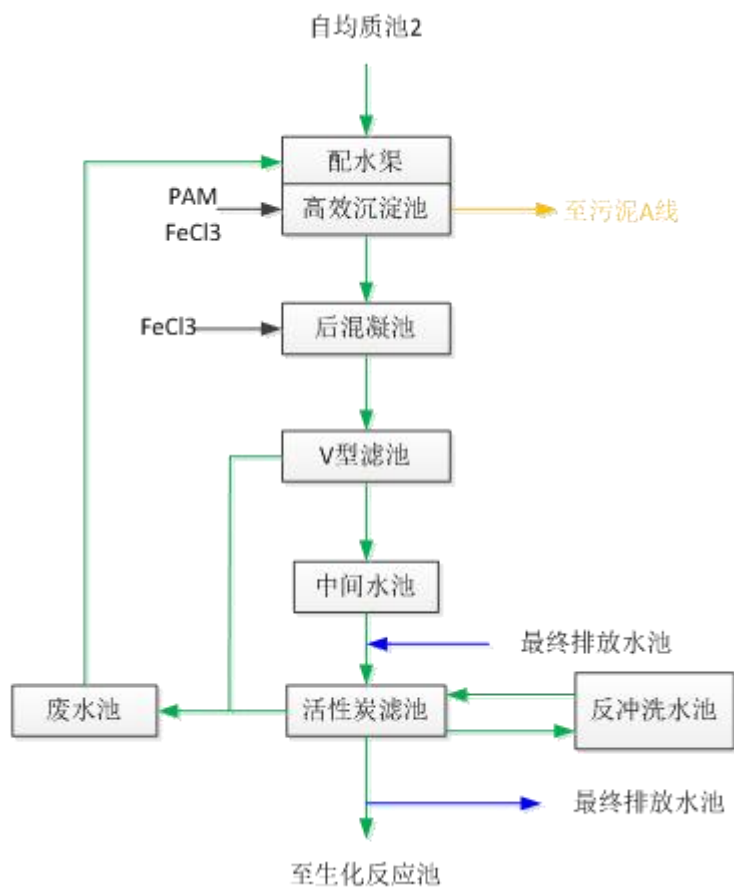 自均质池2
配水渠
PAM
FeCl3
高效沉淀池
至污泥A线
FeCl3
后混凝池
V型滤池
中间水池
最终排放水池
废水池
活性炭滤池
反冲洗水池
最终排放水池
至生化反应池